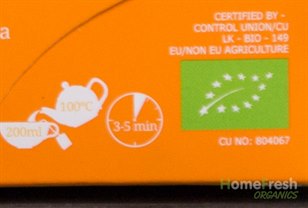 a
CERTIFIED BY -
CONTROL UNION/CU
LK - BIO - 149
EU/NON EU AGRICULTURE
100°C
200ml
3-5 min
CU NO: 804067
HomeFresh
ORGANICS